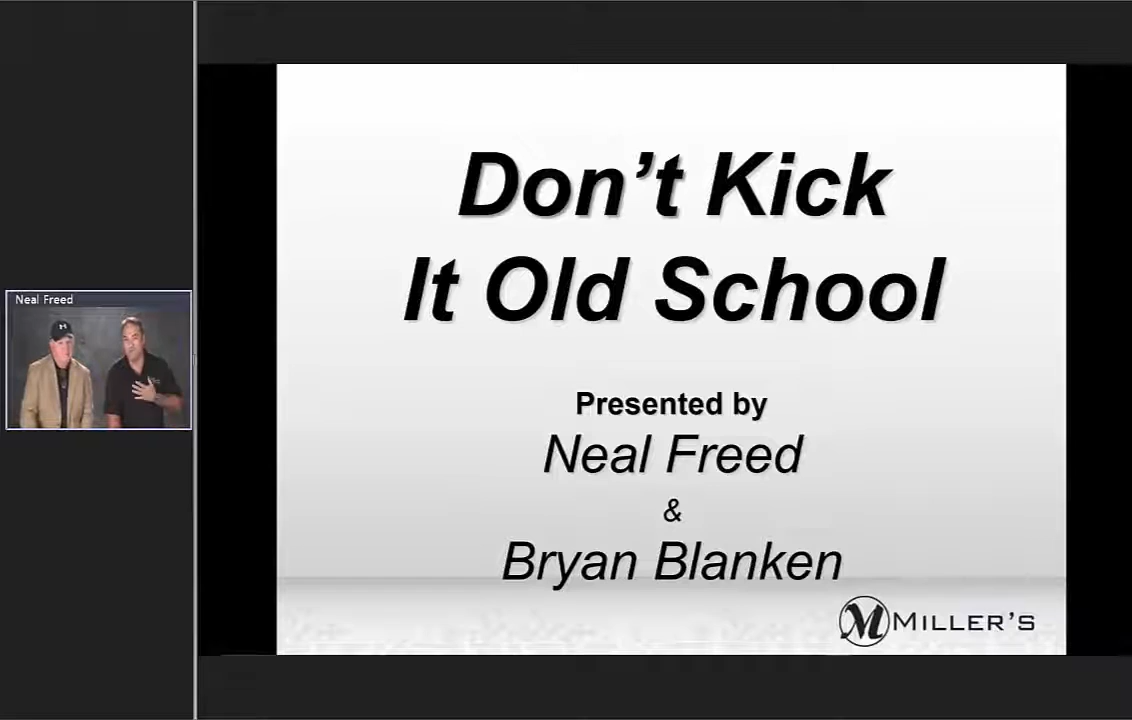 Neal Freed
Don't Kick
It Old School
Presented by
Neal Freed
&
Bryan Blanken
M MILLER'S